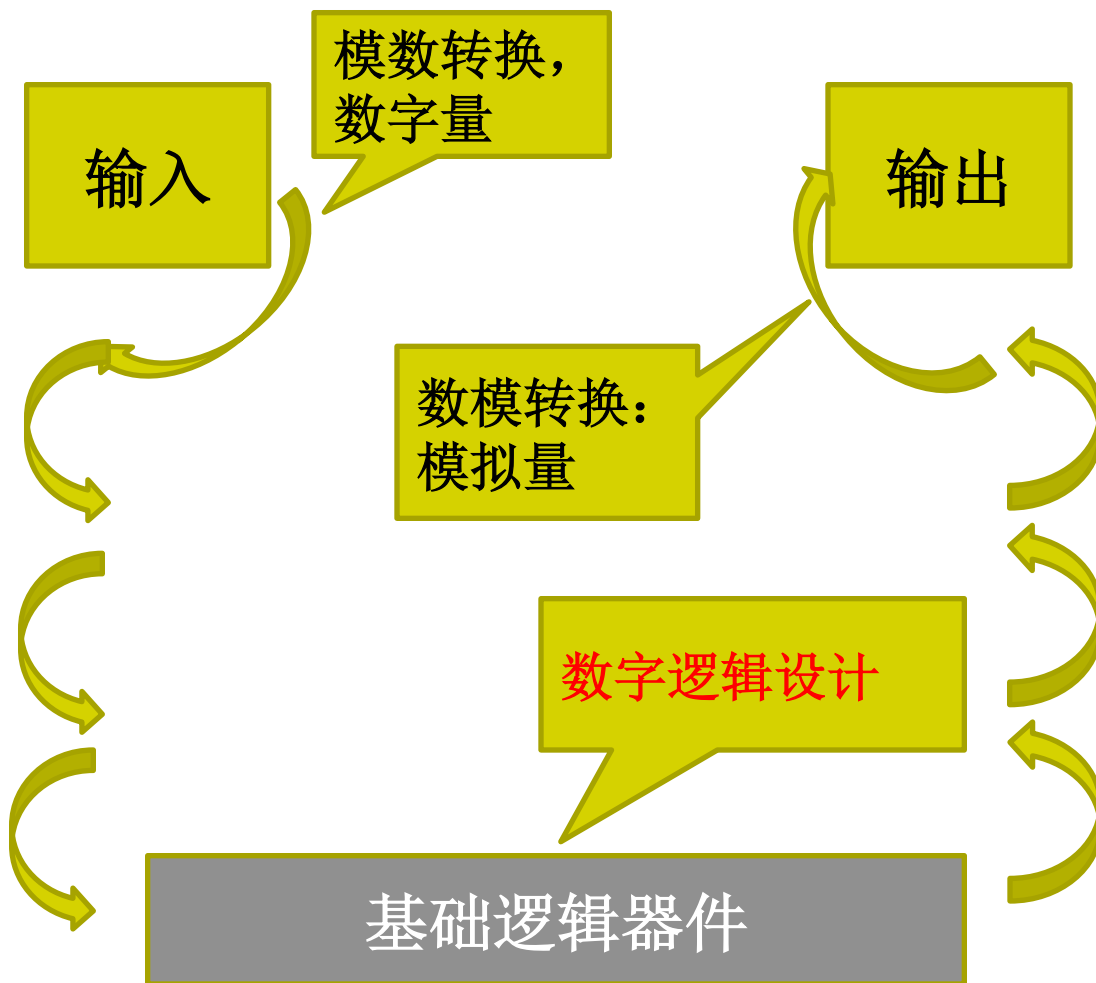 模数转换，
数字量
输入
输出
数模转换：
模拟量
数字逻辑设计
基础逻辑器件